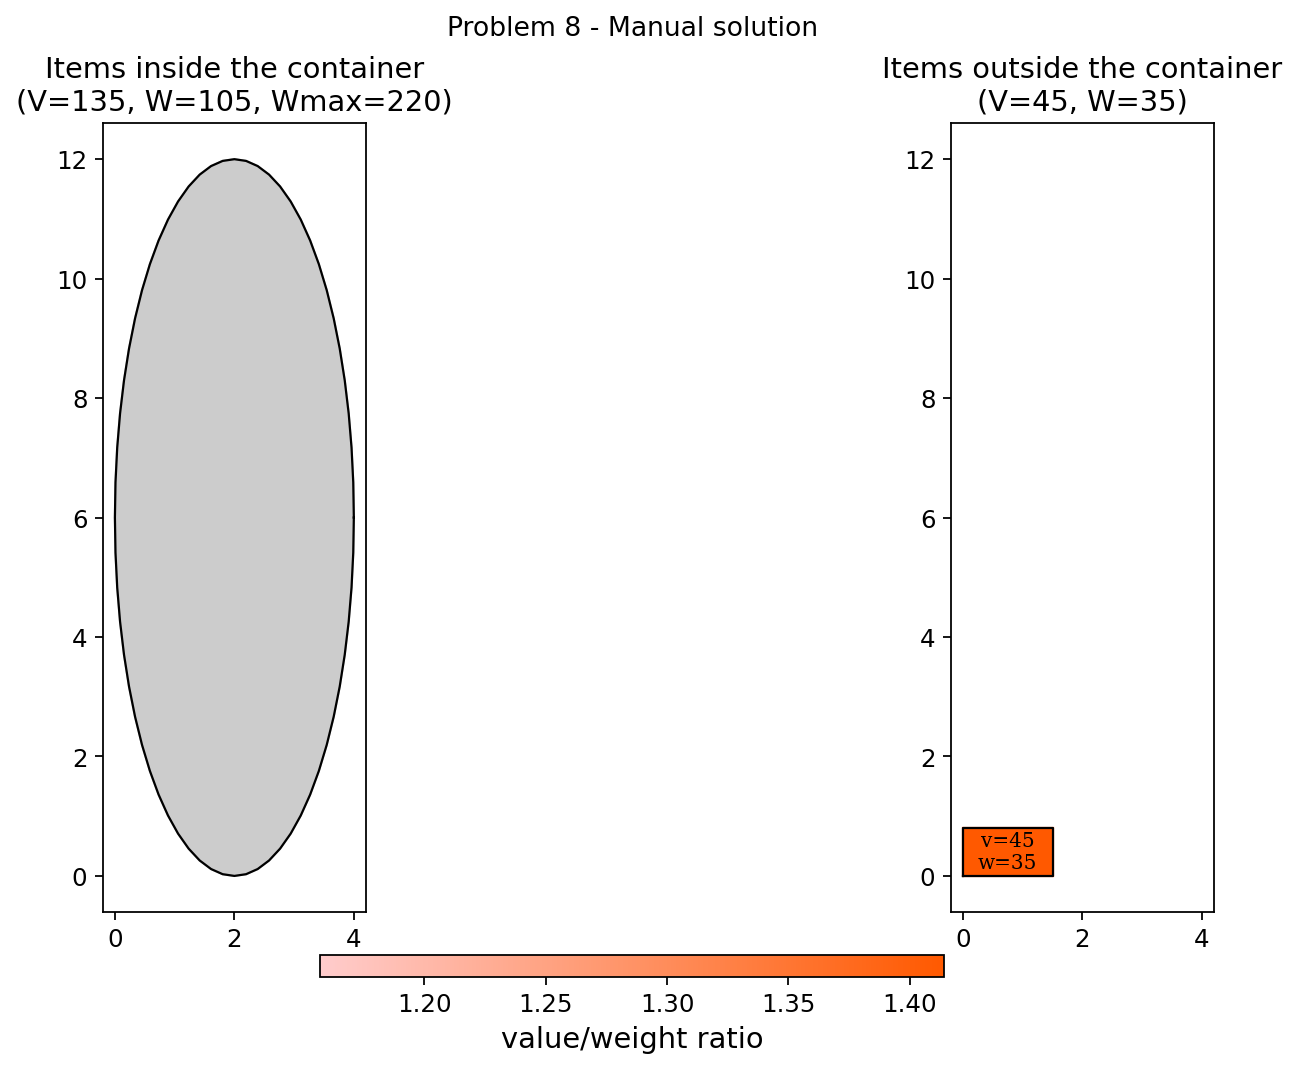 Problem 8 - Manual solution
Items inside the container
(V=135, W=105, Wmax=220)
12
10
8
6
4
2
0
0 2 4
Items outside the container
(V=45, W=35)
12
10
8
6
4
2
0
v=45
w=35
0 2 4
1.20 1.25 1.30 1.35 1.40
value/weight ratio